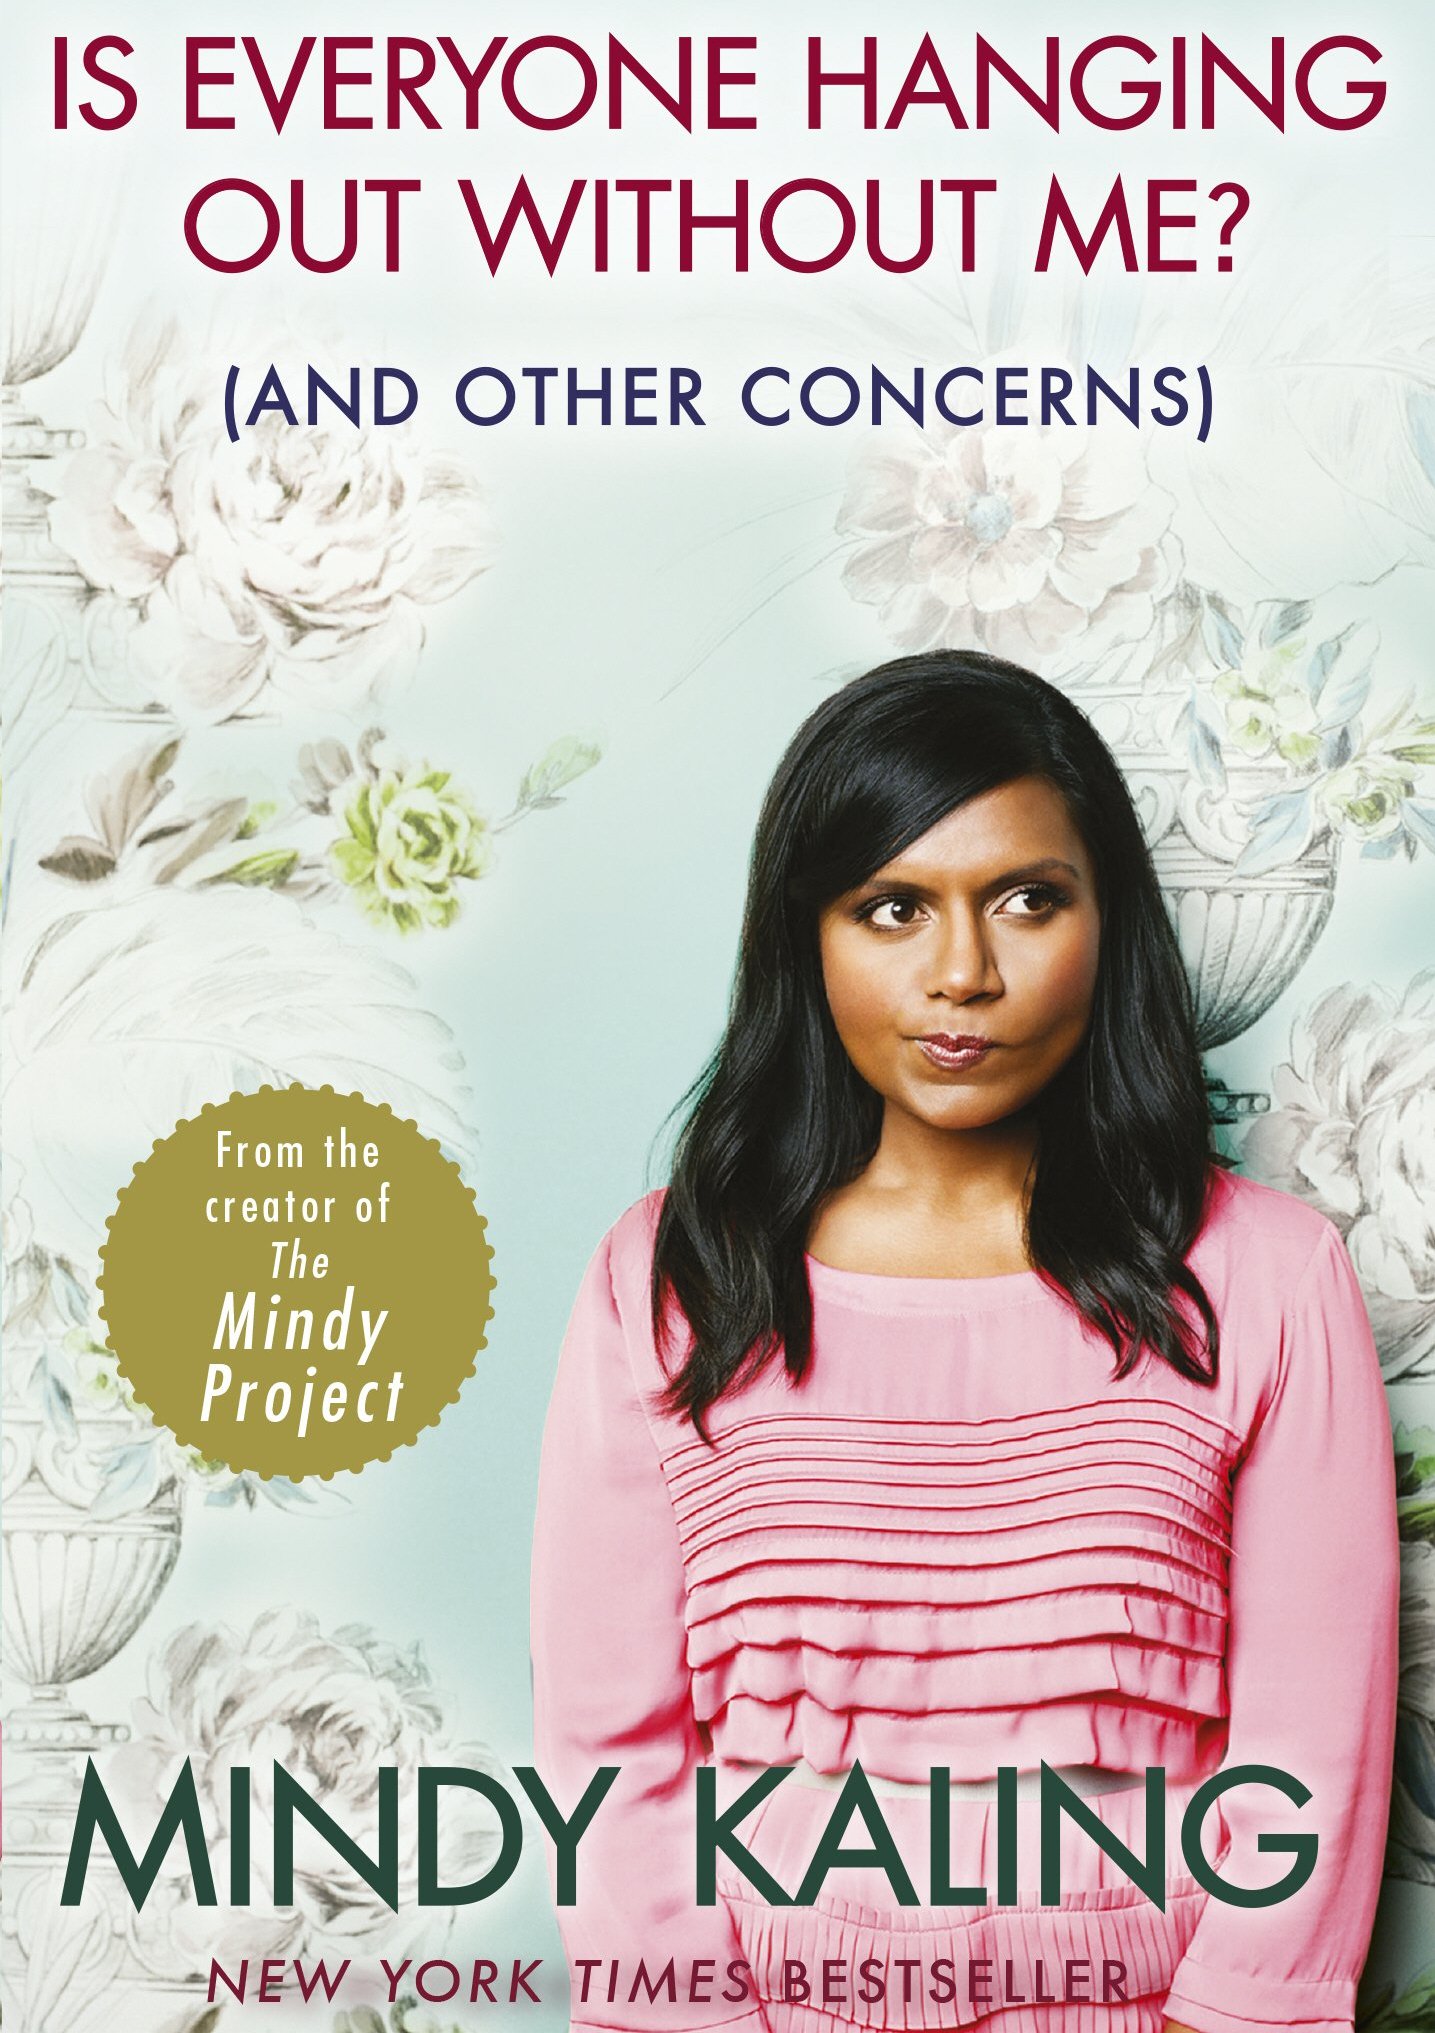 IS EVERYONE HANGING
OUT WITHOUT ME?
(AND OTHER CONCERNS)
From the
creator of
The
Mindy
Project
MINDY KALING
NEW YORK TIMES BESTSELLER